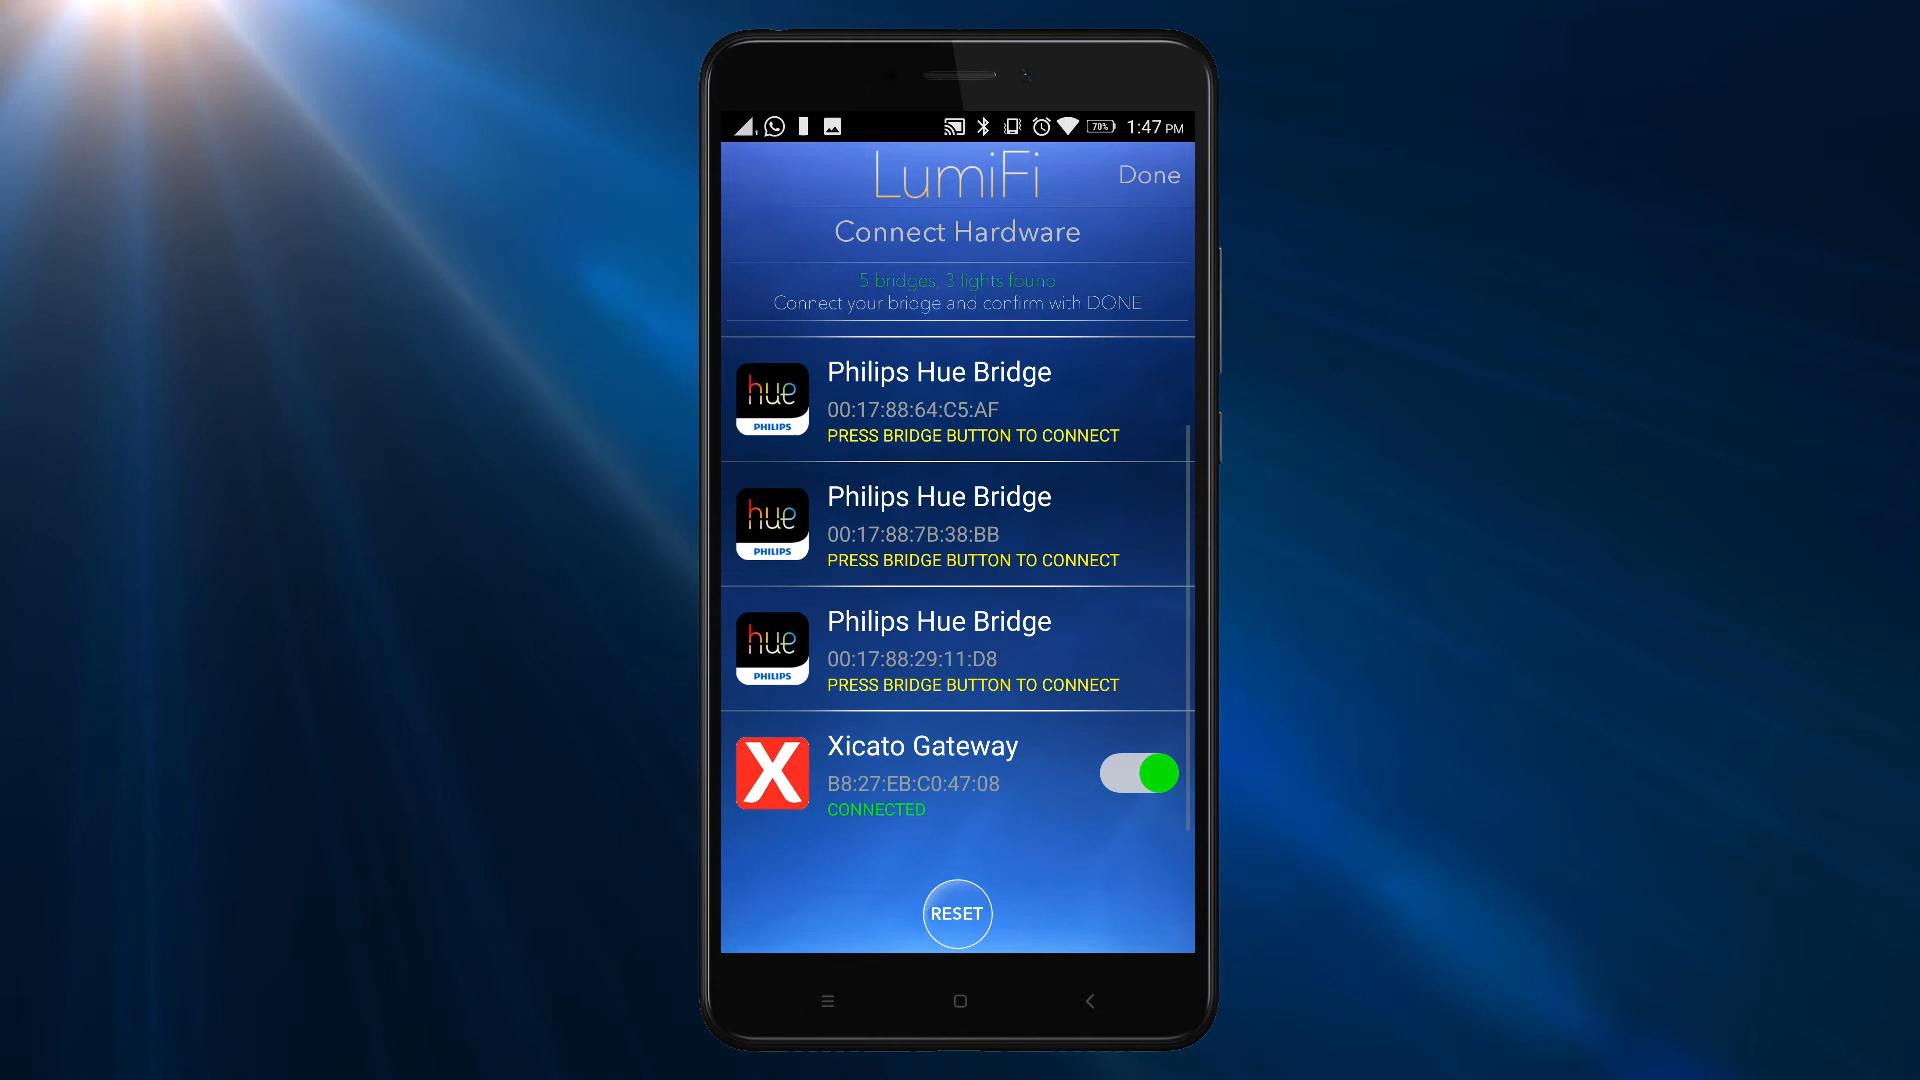 70%
1:47 PM
LumiFi
Done
Connect Hardware
5 bridges, 3 lights found
Connect your bridge and confirm with DONE
hue
PHILIPS
Philips Hue Bridge
00:17:88:64:C5:AF
PRESS BRIDGE BUTTON TO CONNECT
hue
PHILIPS
Philips Hue Bridge
00:17:88:7B:38:BB
PRESS BRIDGE BUTTON TO CONNECT
hue
PHILIPS
Philips Hue Bridge
00:17:88:29:11:D8
PRESS BRIDGE BUTTON TO CONNECT
X
Xicato Gateway
B8:27:EB:C0:47:08
CONNECTED
RESET